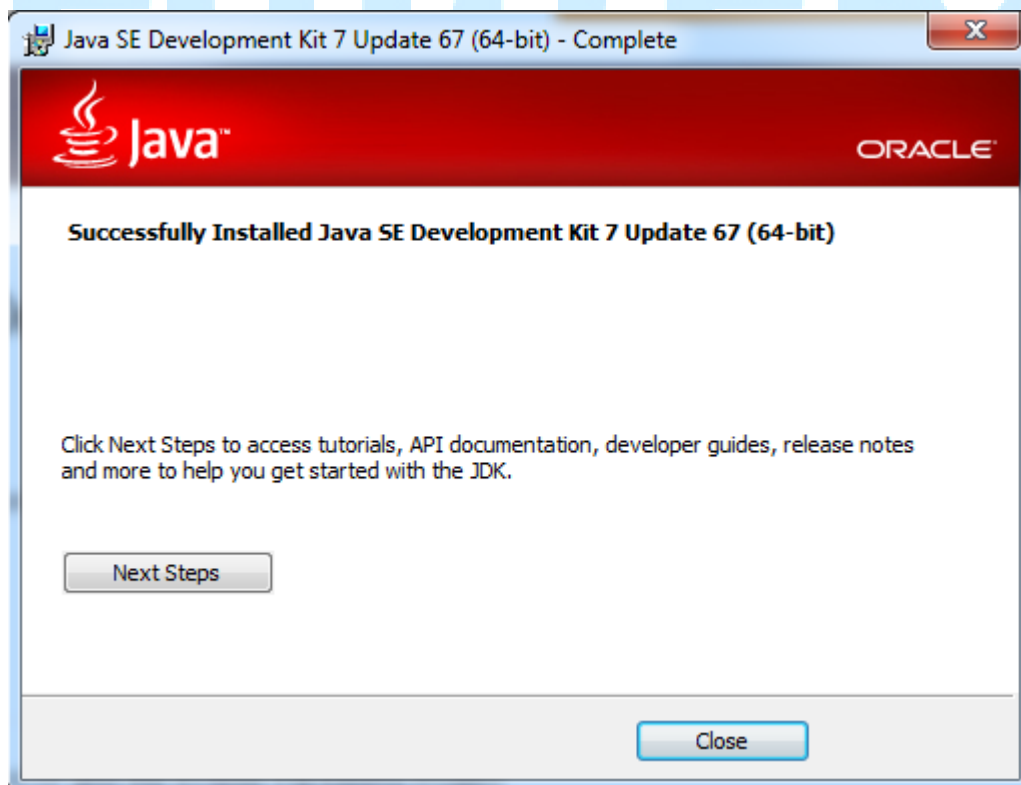 Java SE Development Kit 7 Update 67 (64-bit) - Complete
Java™
ORACLE
Successfully Installed Java SE Development Kit 7 Update 67 (64-bit)
Click Next Steps to access tutorials, API documentation, developer guides, release notes
and more to help you get started with the JDK.
Next Steps
Close